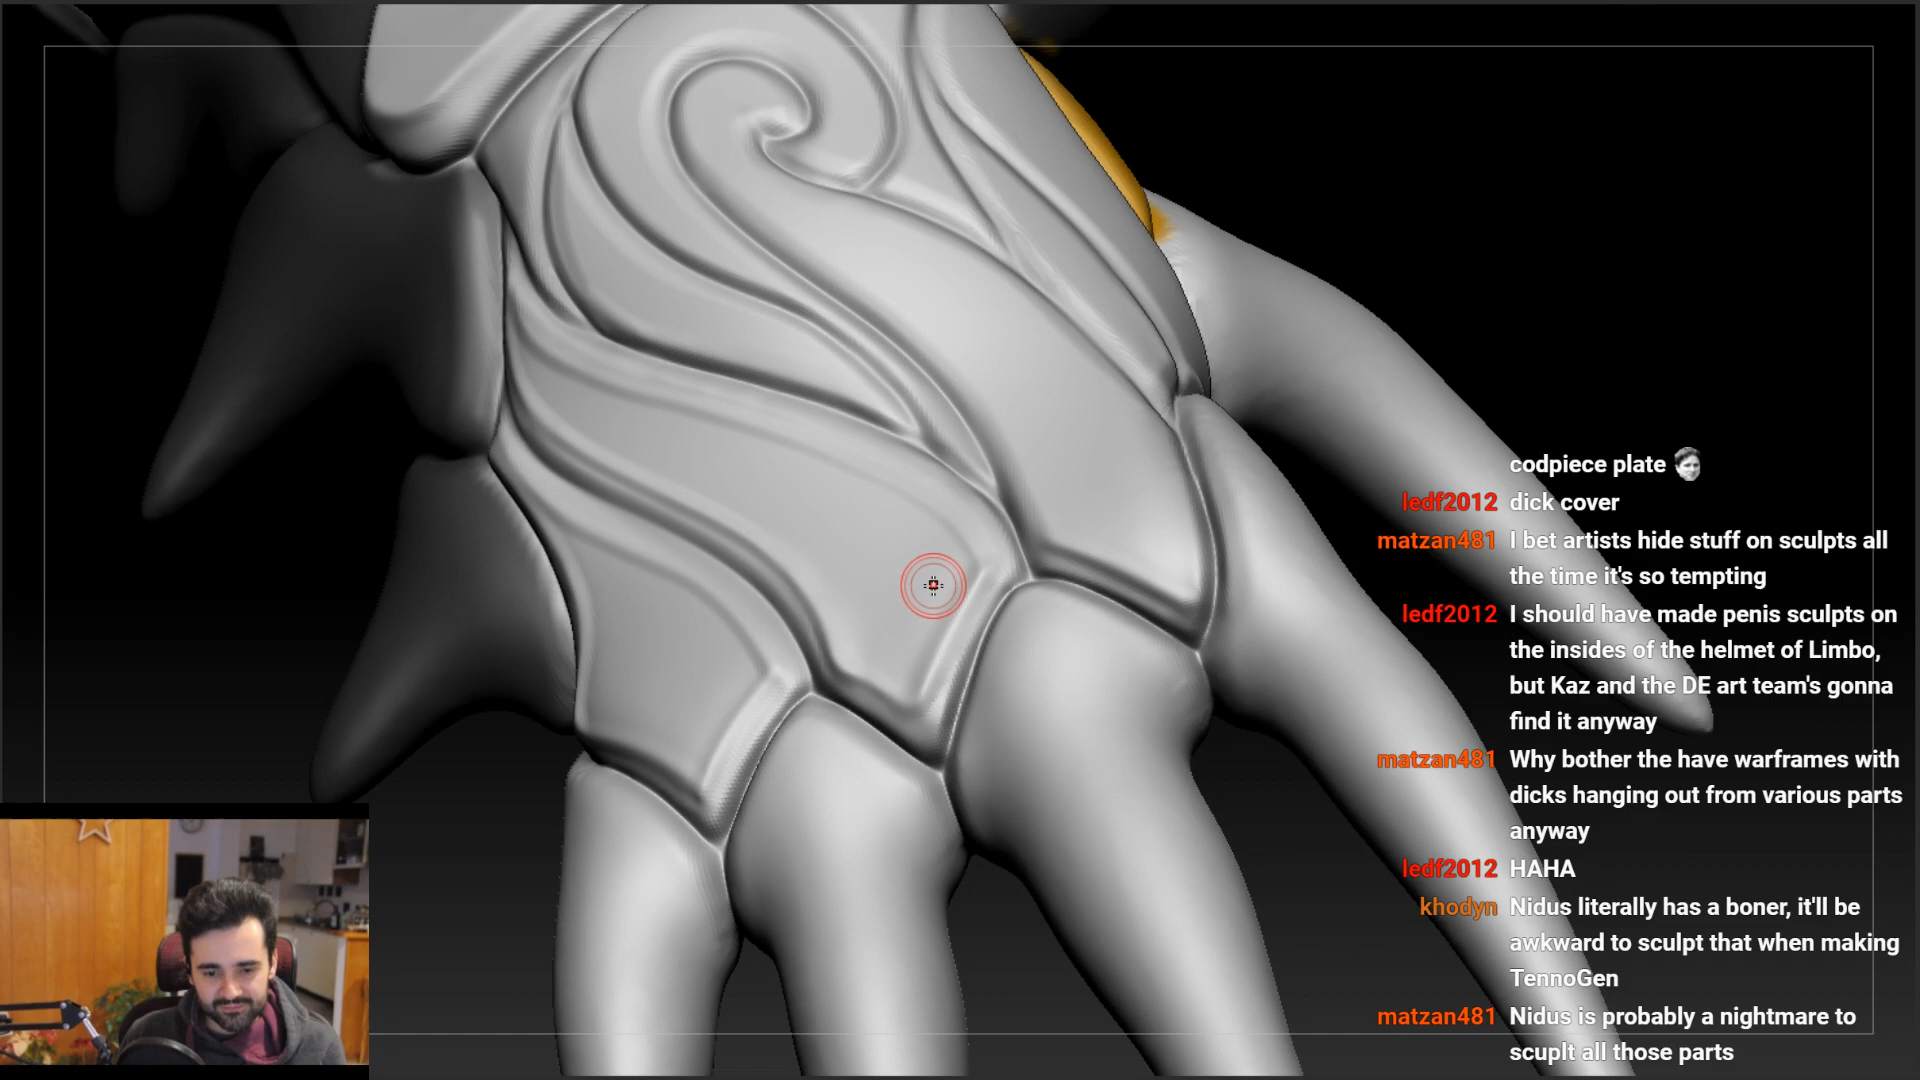 codpiece plate
ledf2012 dick cover
matzan481 I bet artists hide stuff on sculpts all
the time it's so tempting
ledf2012 I should have made penis sculpts on
the insides of the helmet of Limbo,
but Kaz and the DE art team's gonna
find it anyway
matzan481 Why bother the have warframes with
dicks hanging out from various parts
anyway
ledf2012 HAHA
khodyn Nidus literally has a boner, it'll be
awkward to sculpt that when making
TennoGen
matzan481 Nidus is probably a nightmare to
scuplt all those parts